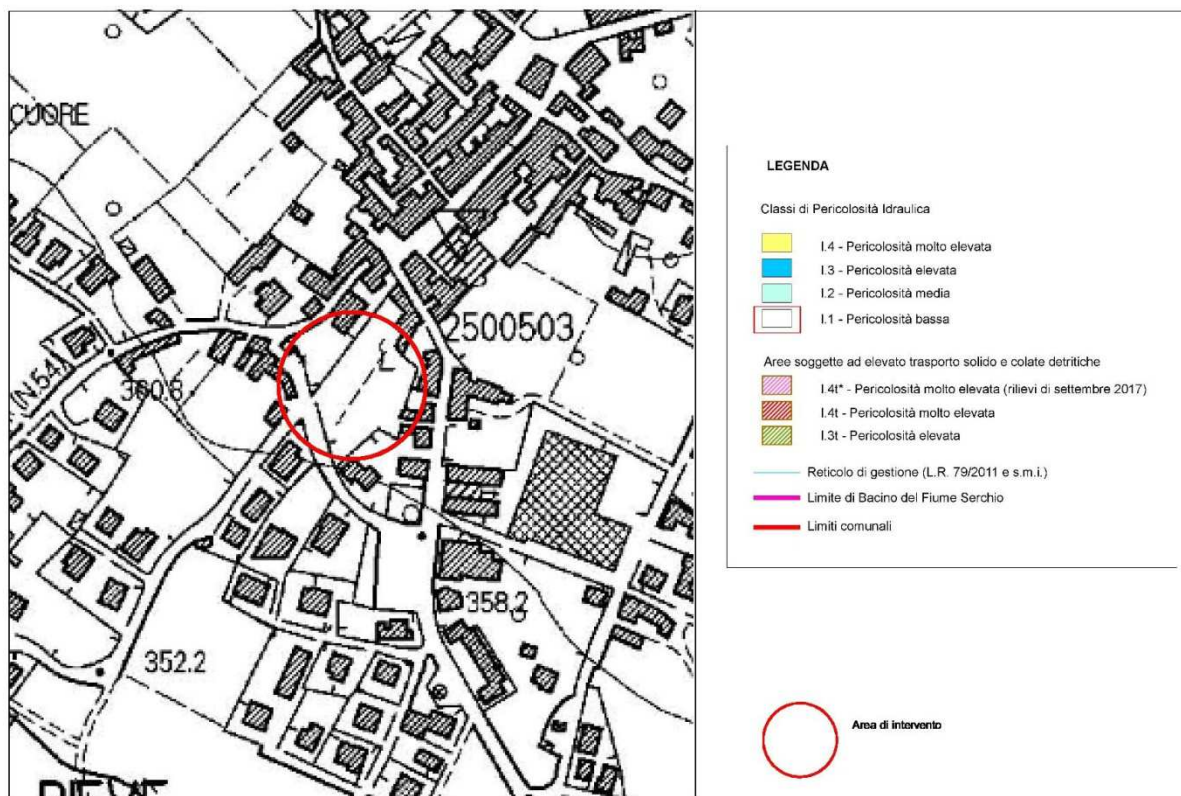 CUORE
2500503
(N.54)
358.2
352.2
PIEVE
LEGENDA
Classi di Pericolosità Idraulica
I.4 - Pericolosità molto elevata
I.3 - Pericolosità elevata
I.2 - Pericolosità media
I.1 - Pericolosità bassa
Aree soggette ad elevato trasporto solido e colate detritiche
I.4t* - Pericolosità molto elevata (rilievi di settembre 2017)
I.4t - Pericolosità molto elevata
I.3t - Pericolosità elevata
Reticolo di gestione (L.R. 79/2011 e s.m.i.)
Limite di Bacino del Fiume Serchio
Limiti comunali
Area di intervento